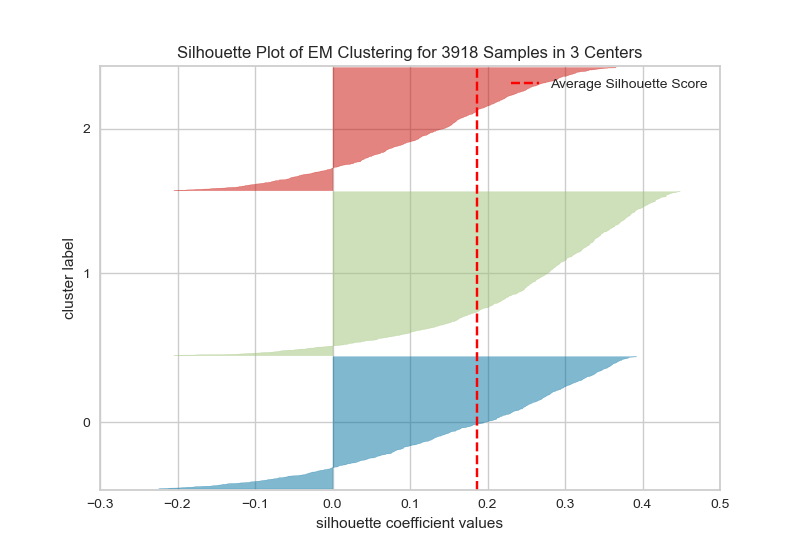 Silhouette Plot of EM Clustering for 3918 Samples in 3 Centers
Average Silhouette Score
cluster label
2
1
0
−0.3 −0.2 −0.1 0.0 0.1 0.2 0.3 0.4 0.5
silhouette coefficient values